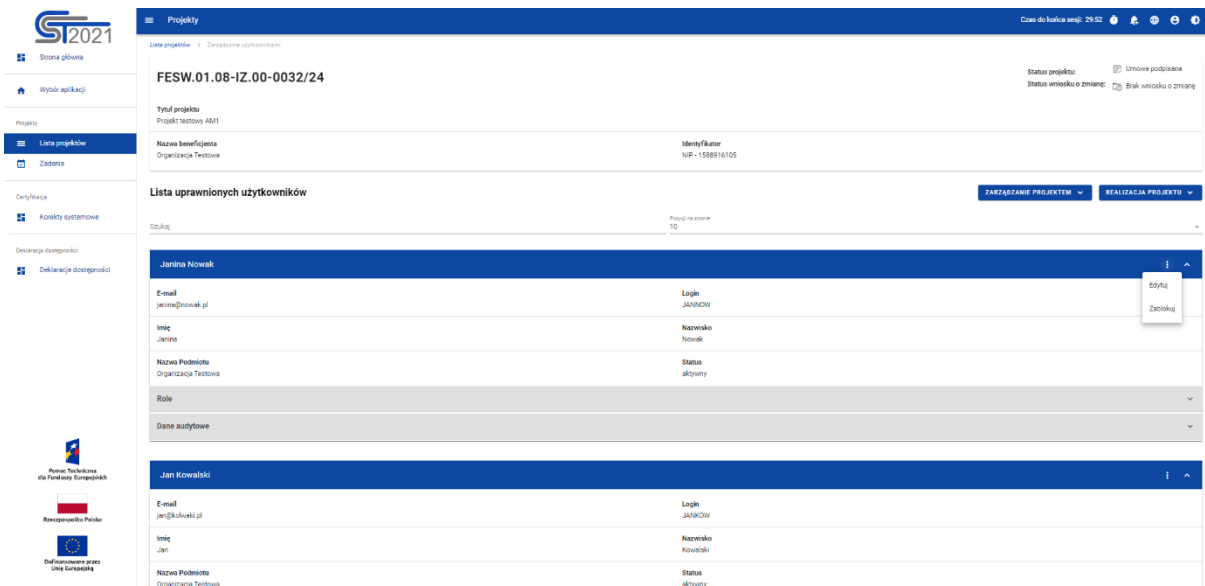 CST2021
Projekty
Czas do końca sesji: 29:52
Lista projektów > Zarządzanie użytkownikami
Strona główna
Wybór aplikacji
Projekty
Lista projektów
Zadania
Certyfikacja
Korekty systemowe
Deklaracja dostępności
Deklaracja dostępności
Pomoc Techniczna
dla Funduszy Europejskich
Rzeczpospolita Polska
Dofinansowane przez
Unię Europejską
FESW.01.08-IZ.00-0032/24
Status projektu: Umowa podpisana
Status wniosku o zmianę: Brak wniosku o zmianę
Tytuł projektu
Projekt testowy AM1
Nazwa beneficjenta
Organizacja Testowa
Identyfikator
NIP - 1588916105
Lista uprawnionych użytkowników
ZARZĄDZANIE PROJEKTEM
REALIZACJA PROJEKTU
Szukaj
Pozycji na stronie:
10
Janina Nowak
Edytuj
Zablokuj
E-mail
janina@nowak.pl
Login
JANNOW
Imię
Janina
Nazwisko
Nowak
Nazwa Podmiotu
Organizacja Testowa
Status
aktywny
Role
Dane audytowe
Jan Kowalski
E-mail
jan@kolwaki.pl
Login
JANKOW
Imię
Jan
Nazwisko
Kowalski
Nazwa Podmiotu
Organizacja Testowa
Status
aktywny